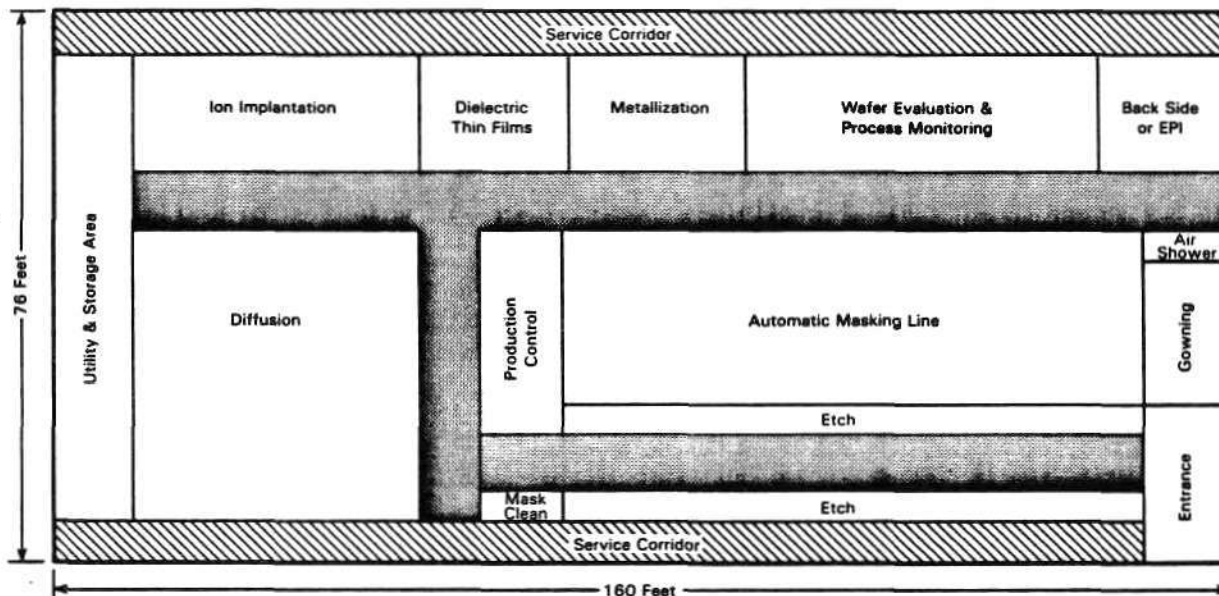 Service Corridor
Ion Implantation
Dielectric
Thin Films
Metallization
Wafer Evaluation &
Process Monitoring
Back Side
or EPI
76 Feet
Utility & Storage Area
Diffusion
Production
Control
Automatic Masking Line
Air
Shower
Gowning
Etch
Mask
Clean
Etch
Entrance
Service Corridor
160 Feet